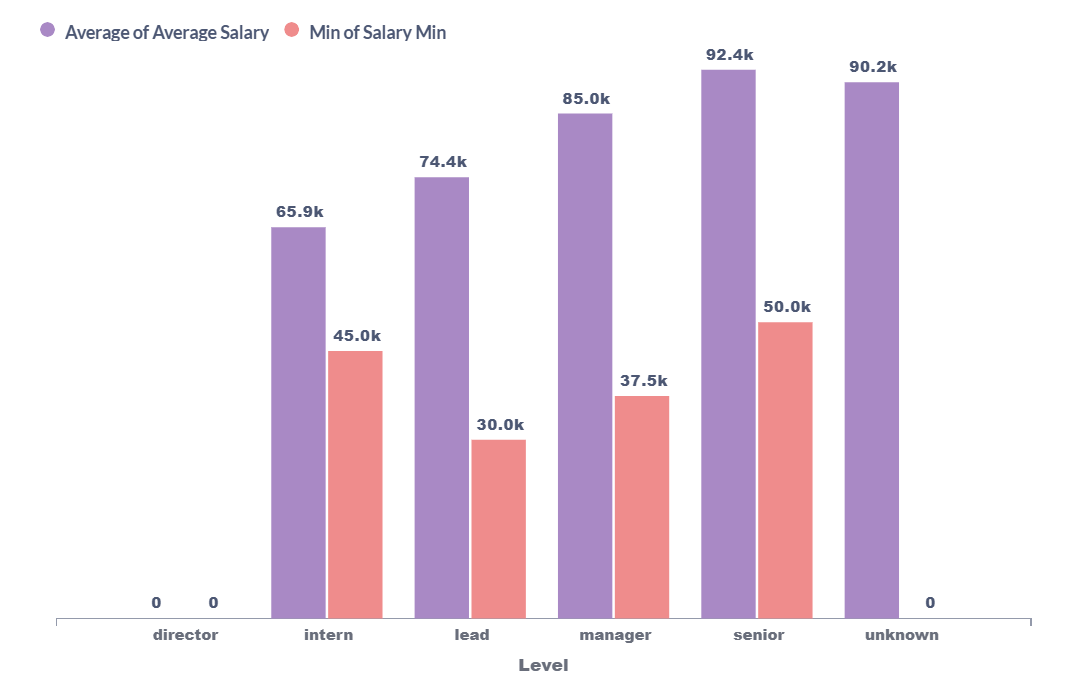 Average of Average Salary Min of Salary Min
92.4k
90.2k
85.0k
74.4k
65.9k
50.0k
45.0k
37.5k
30.0k
0 0 0
director intern lead manager senior unknown
Level